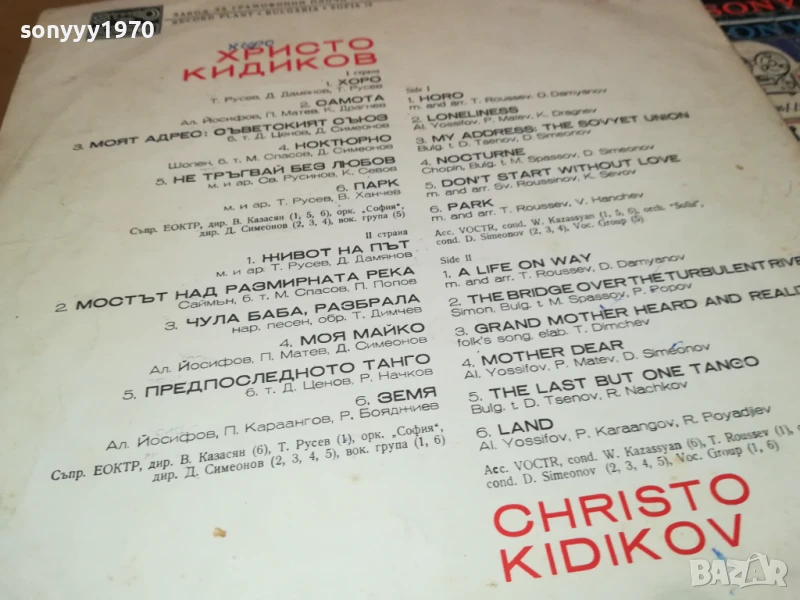 sonyyy1970
ЗАВОД ЗА ГРАМОФОННИ ПЛОЧИ
RECORD PLANT • BULGARIA • SOFIA
ХРИСТО
КИДИКОВ
I страна
1. ХОРО
Т. Русев, Д. Дамянов, Т. Русев
2. САМОТА
Ал. Йосифов, П. Матев, К. Драгнев
3. МОЯТ АДРЕС: СЪВЕТСКИЯТ СЪЮЗ
б. т. Д. Ценов, Д. Симеонов
4. НОКТЮРНО
Шопен, б. т. М. Спасов, Д. Симеонов
5. НЕ ТРЪГВАЙ БЕЗ ЛЮБОВ
м. и ар. Св. Русинов, К. Севов
6. ПАРК
м. и ар. Т. Русев, В. Ханчев
Съпр. ЕОКТР, дир. В. Казасян (1, 5, 6), орк. „София“,
дир. Д. Симеонов (2, 3, 4), вок. група (5)
II страна
1. ЖИВОТ НА ПЪТ
м. и ар. Т. Русев, Д. Дамянов
2. МОСТЪТ НАД РАЗМИРНАТА РЕКА
Саймън, б. т. М. Спасов, П. Попов
3. ЧУЛА БАБА, РАЗБРАЛА
нар. песен, обр. Т. Димчев
4. МОЯ МАЙКО
Ал. Йосифов, П. Матев, Д. Симеонов
5. ПРЕДПОСЛЕДНОТО ТАНГО
б. т. Д. Ценов, Р. Начков
6. ЗЕМЯ
Ал. Йосифов, П. Караангов, Р. Бояджиев
Съпр. ЕОКТР, дир. В. Казасян (6), Т. Русев (1), орк. „София“,
дир. Д. Симеонов (2, 3, 4, 5), вок. група (1, 6)
Side I
1. HORO
m. and arr. T. Roussev, D. Damyanov
2. LONELINESS
Al. Yossifov, P. Matev, K. Dragnev
3. MY ADDRESS: THE SOVYET UNION
Bulg. t. D. Tsenov, D. Simeonov
4. NOCTURNE
Chopin, Bulg. t. M. Spassov, D. Simeonov
5. DON'T START WITHOUT LOVE
m. and arr. Sv. Roussinov, K. Sevov
6. PARK
m. and arr. T. Roussev, V. Hanchev
Acc. VOCTR, cond. W. Kazassyan (1, 5, 6), orch. "Sofia",
cond. D. Simeonov (2, 3, 4), Voc. Group (5)
Side II
1. A LIFE ON WAY
m. and arr. T. Roussev, D. Damyanov
2. THE BRIDGE OVER THE TURBULENT RIVE
Simon, Bulg. t. M. Spassov, P. Popov
3. GRAND MOTHER HEARD AND REALI
folk's song, elab. T. Dimchev
4. MOTHER DEAR
Al. Yossifov, P. Matev, D. Simeonov
5. THE LAST BUT ONE TANGO
Bulg. t. D. Tsenov, R. Nachkov
6. LAND
Al. Yossifov, P. Karaangov, R. Poyadjiev
Acc. VOCTR, cond. W. Kazassyan (6), T. Roussev (1), o
cond. D. Simeonov (2, 3, 4, 5), Voc. Group (1, 6)
CHRISTO
KIDIKOV
BAZAR